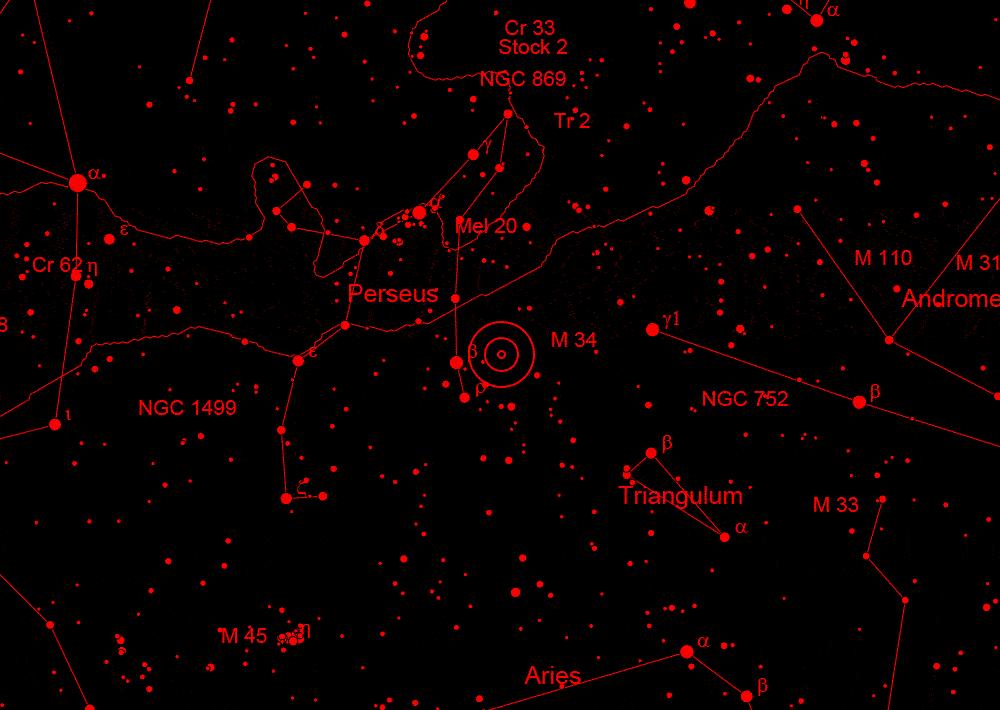 Cr 33
Stock 2
η
α
NGC 869
Tr 2
γ
α
α
Mel 20
ε
δ
M 110
M 31
Cr 62
η
Perseus
Androme
8
γ1
M 34
ε
β
ρ
β
NGC 752
NGC 1499
ι
β
Triangulum
M 33
ζ
α
M 45
η
α
Aries
β